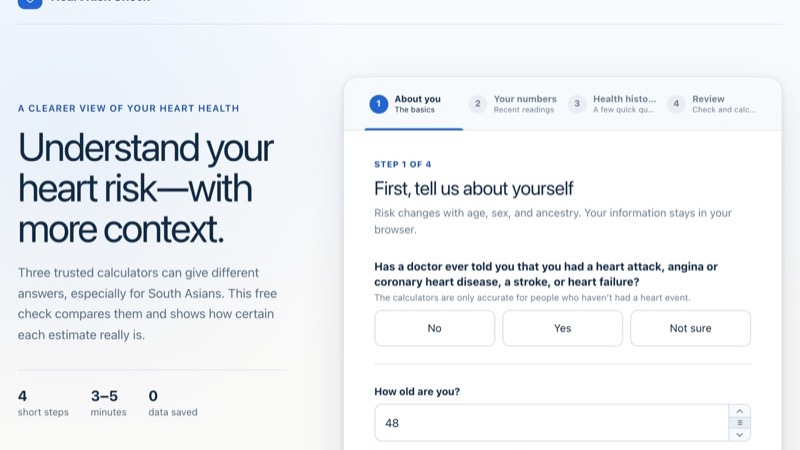 A CLEARER VIEW OF YOUR HEART HEALTH
Understand your
heart risk—with
more context.
Three trusted calculators can give different
answers, especially for South Asians. This free
check compares them and shows how certain
each estimate really is.
4
short steps
3–5
minutes
0
data saved
1
About you
The basics
2
Your numbers
Recent readings
3
Health histo...
A few quick qu...
4
Review
Check and calc...
STEP 1 OF 4
First, tell us about yourself
Risk changes with age, sex, and ancestry. Your information stays in your
browser.
Has a doctor ever told you that you had a heart attack, angina or
coronary heart disease, a stroke, or heart failure?
The calculators are only accurate for people who haven't had a heart event.
No
Yes
Not sure
How old are you?
48